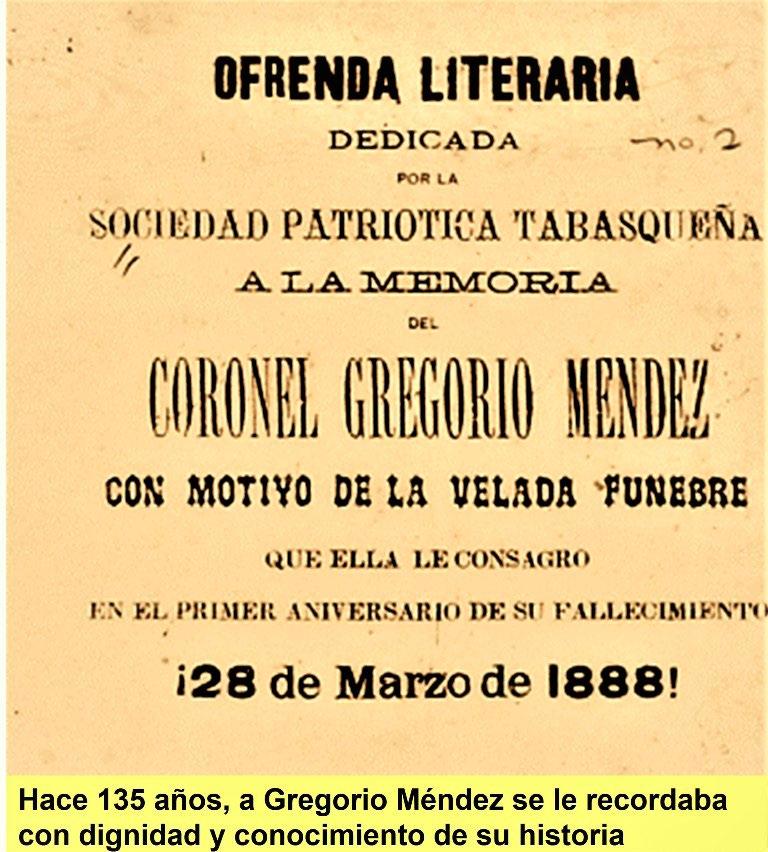 OFRENDA LITERARIA
DEDICADA
no. 2
POR LA
SOCIEDAD PATRIOTICA TABASQUEÑA
A LA MEMORIA
DEL
CORONEL GREGORIO MENDEZ
CON MOTIVO DE LA VELADA FUNEBRE
QUE ELLA LE CONSAGRO
EN EL PRIMER ANIVERSARIO DE SU FALLECIMIENTO
¡28 de Marzo de 1888!
Hace 135 años, a Gregorio Méndez se le recordaba
con dignidad y conocimiento de su historia